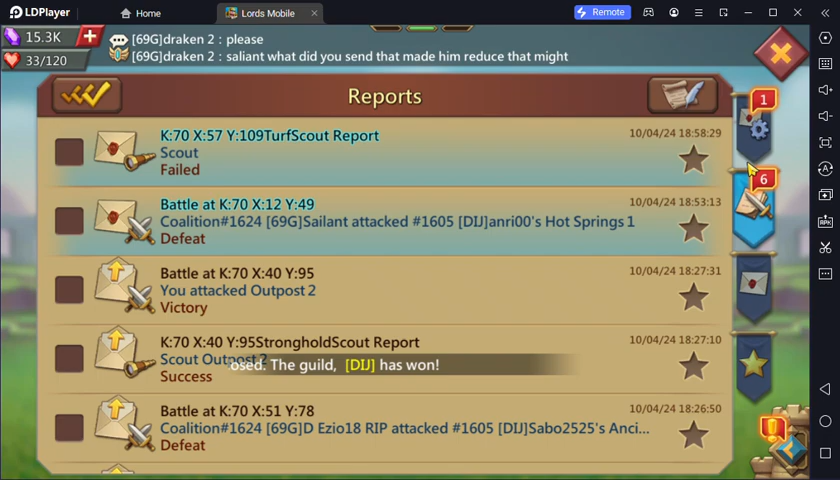 LDPlayer
Home
Lords Mobile
Remote
15.3K
[69G]draken 2 : please
33/120
[69G]draken 2 : saliant what did you send that made him reduce that might
Reports
1
K:70 X:57 Y:109TurfScout Report
10/04/24 18:58:29
Scout
Failed
6
Battle at K:70 X:12 Y:49
10/04/24 18:53:13
Coalition#1624 [69G]Sailant attacked #1605 [DIJ]anri00's Hot Springs 1
Defeat
Battle at K:70 X:40 Y:95
10/04/24 18:27:31
You attacked Outpost 2
Victory
K:70 X:40 Y:95StrongholdScout Report
10/04/24 18:27:10
Scout Outpost 2
osed. The guild, [DIJ] has won!
Success
Battle at K:70 X:51 Y:78
10/04/24 18:26:50
Coalition#1624 [69G]D Ezio18 RIP attacked #1605 [DIJ]Sabo2525's Anci...
Defeat